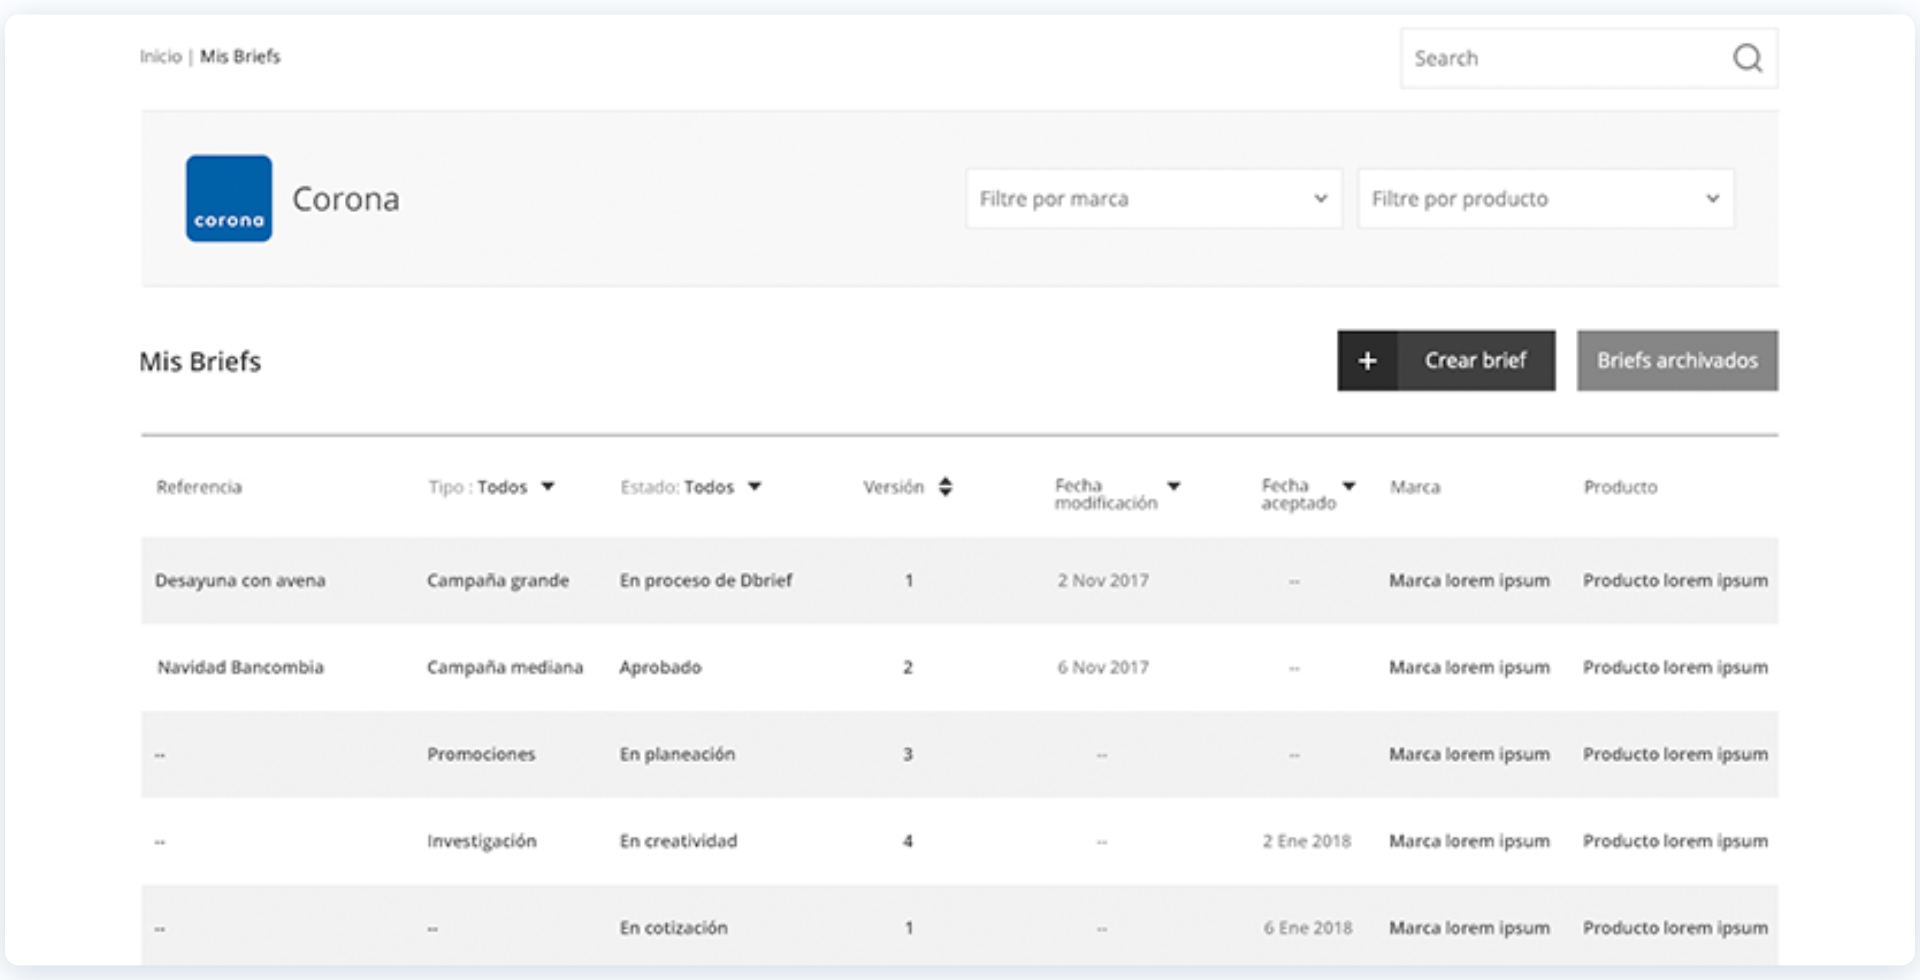 Inicio | Mis Briefs
Search
corona
Corona
Filtre por marca
Filtre por producto
Mis Briefs
+ Crear brief
Briefs archivados
Referencia Tipo : Todos Estado: Todos Versión Fecha modificación Fecha aceptado Marca Producto
Desayuna con avena Campaña grande En proceso de Dbrief 1 2 Nov 2017 -- Marca lorem ipsum Producto lorem ipsum
Navidad Bancombia Campaña mediana Aprobado 2 6 Nov 2017 -- Marca lorem ipsum Producto lorem ipsum
-- Promociones En planeación 3 -- -- Marca lorem ipsum Producto lorem ipsum
-- Investigación En creatividad 4 -- 2 Ene 2018 Marca lorem ipsum Producto lorem ipsum
-- -- En cotización 1 -- 6 Ene 2018 Marca lorem ipsum Producto lorem ipsum